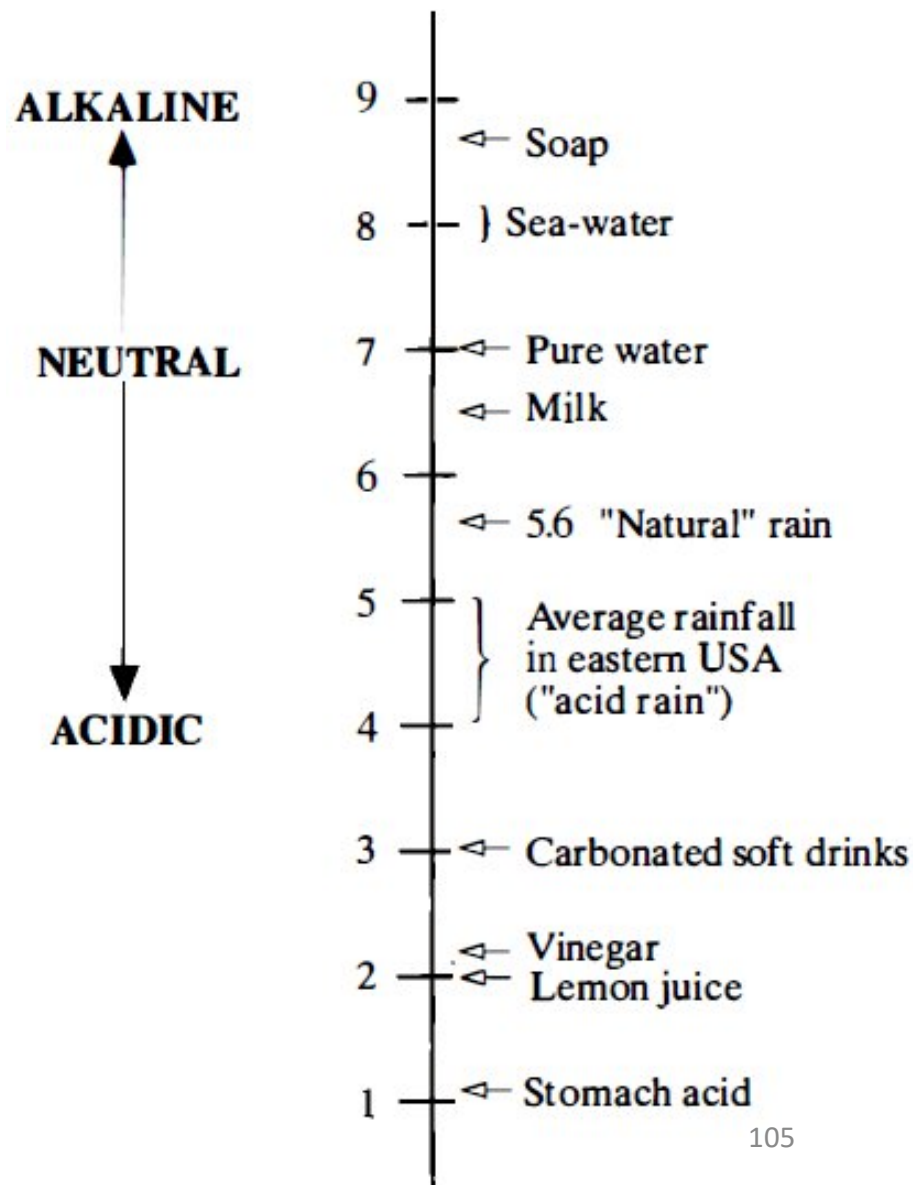 ALKALINE
9
Soap
8 } Sea-water
NEUTRAL
7
Pure water
Milk
6
5.6 "Natural" rain
5
Average rainfall
in eastern USA
("acid rain")
ACIDIC
4
3
Carbonated soft drinks
Vinegar
2
Lemon juice
1
Stomach acid
105